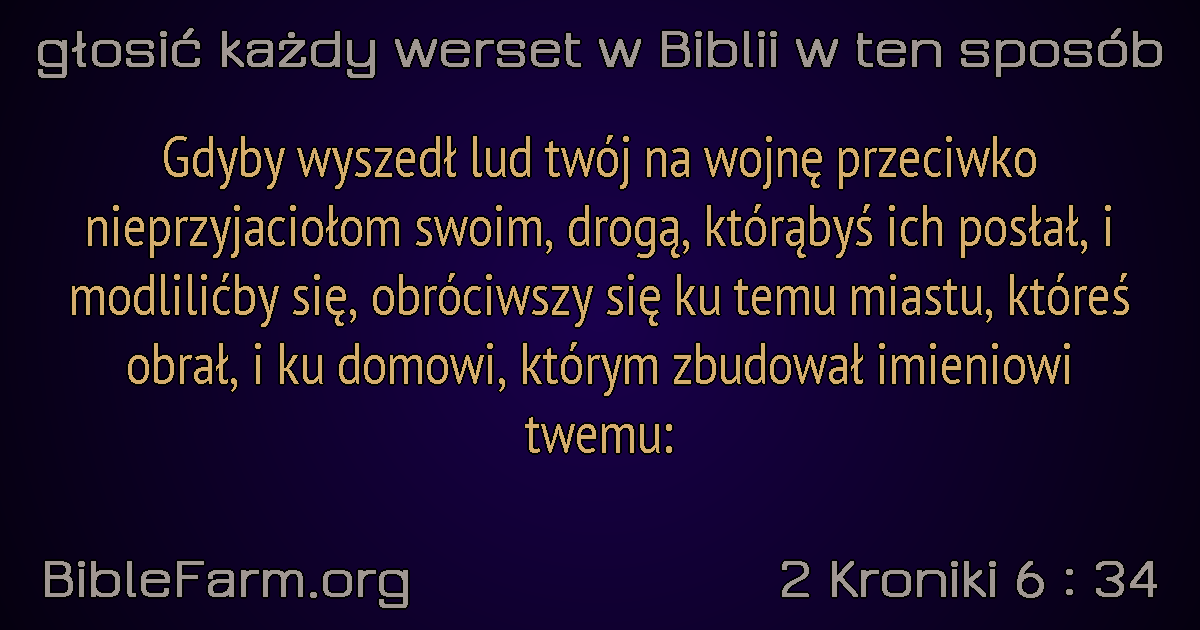 głosić każdy werset w Biblii w ten sposób
Gdyby wyszedł lud twój na wojnę przeciwko
nieprzyjaciołom swoim, drogą, którąbyś ich posłał, i
modlilićby się, obróciwszy się ku temu miastu, któreś
obrał, i ku domowi, którym zbudował imieniowi
twemu:
BibleFarm.org
2 Kroniki 6 : 34